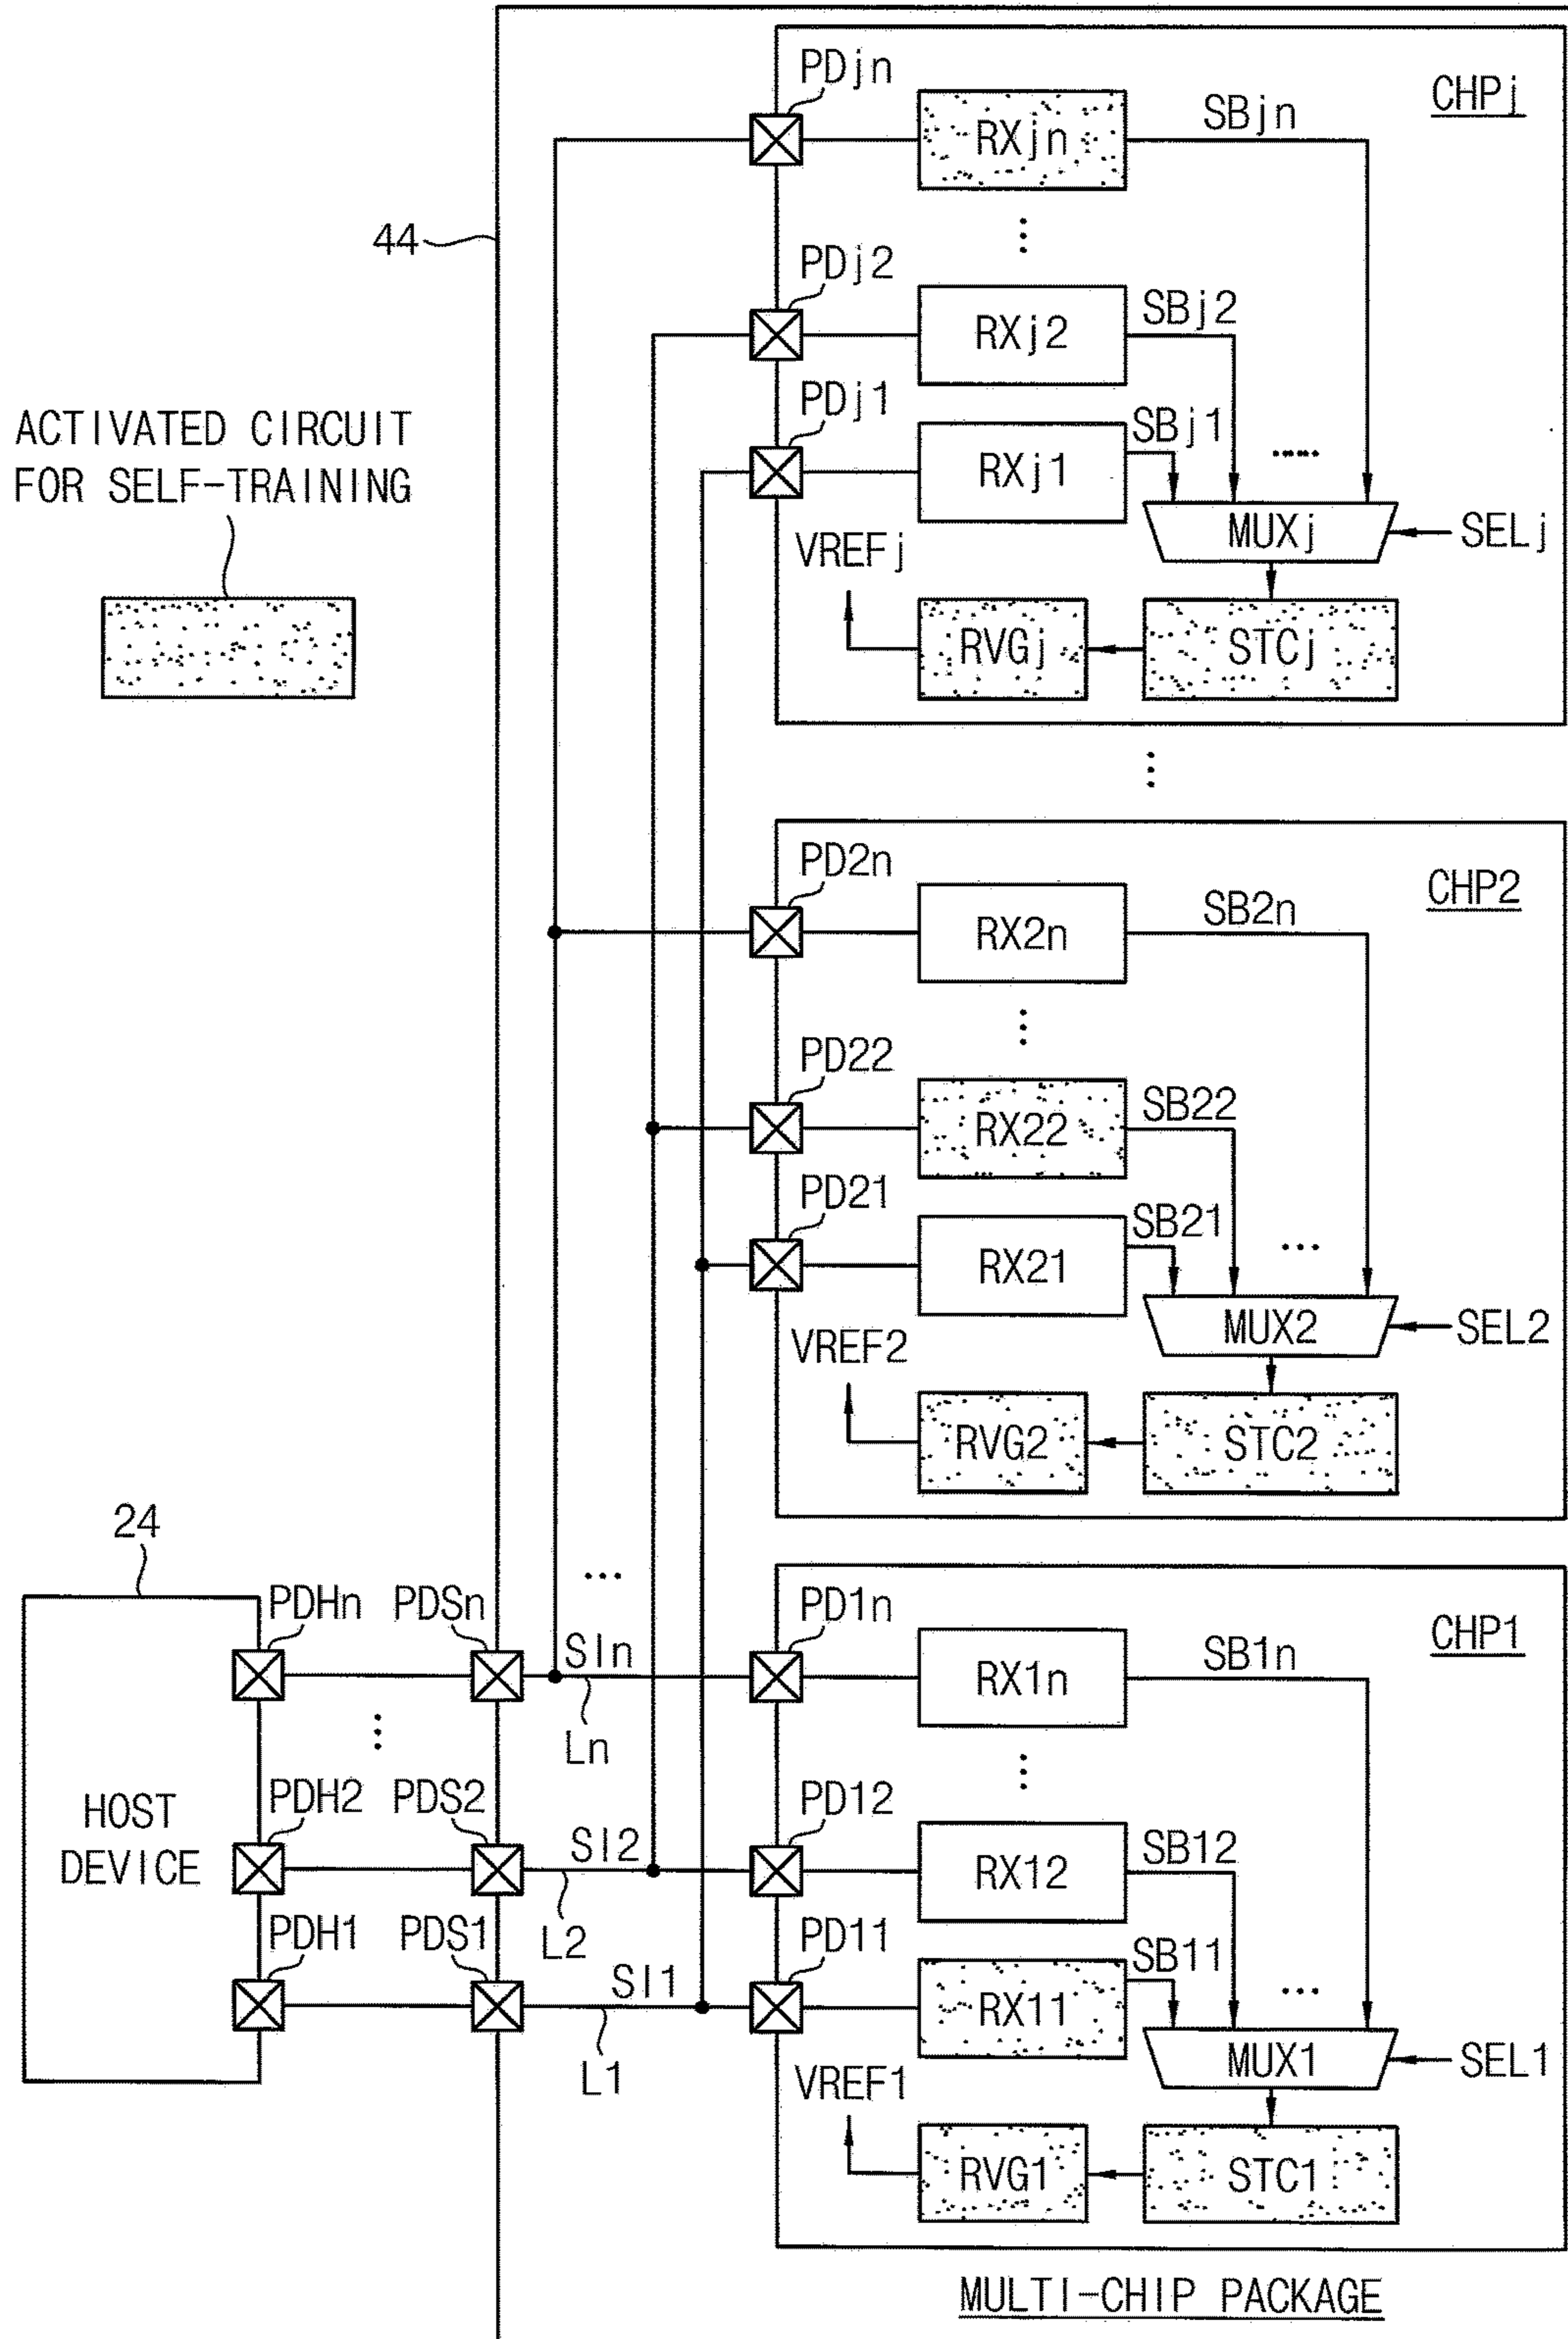 PDjn
CHPj
RXjn
SBjn
44
PDj2
RXj2
SBj2
ACTIVATED CIRCUIT
FOR SELF-TRAINING
PDj1
RXj1
SBj1
MUXj
SELj
VREFj
RVGj
STCj
PD2n
CHP2
RX2n
SB2n
PD22
RX22
SB22
PD21
RX21
SB21
MUX2
SEL2
VREF2
RVG2
STC2
24
HOST
DEVICE
PDHn
PDSn
SIn
Ln
PD1n
CHP1
RX1n
SB1n
PDH2
PDS2
SI2
L2
PD12
RX12
SB12
PDH1
PDS1
SI1
L1
PD11
RX11
SB11
MUX1
SEL1
VREF1
RVG1
STC1
MULTI-CHIP PACKAGE